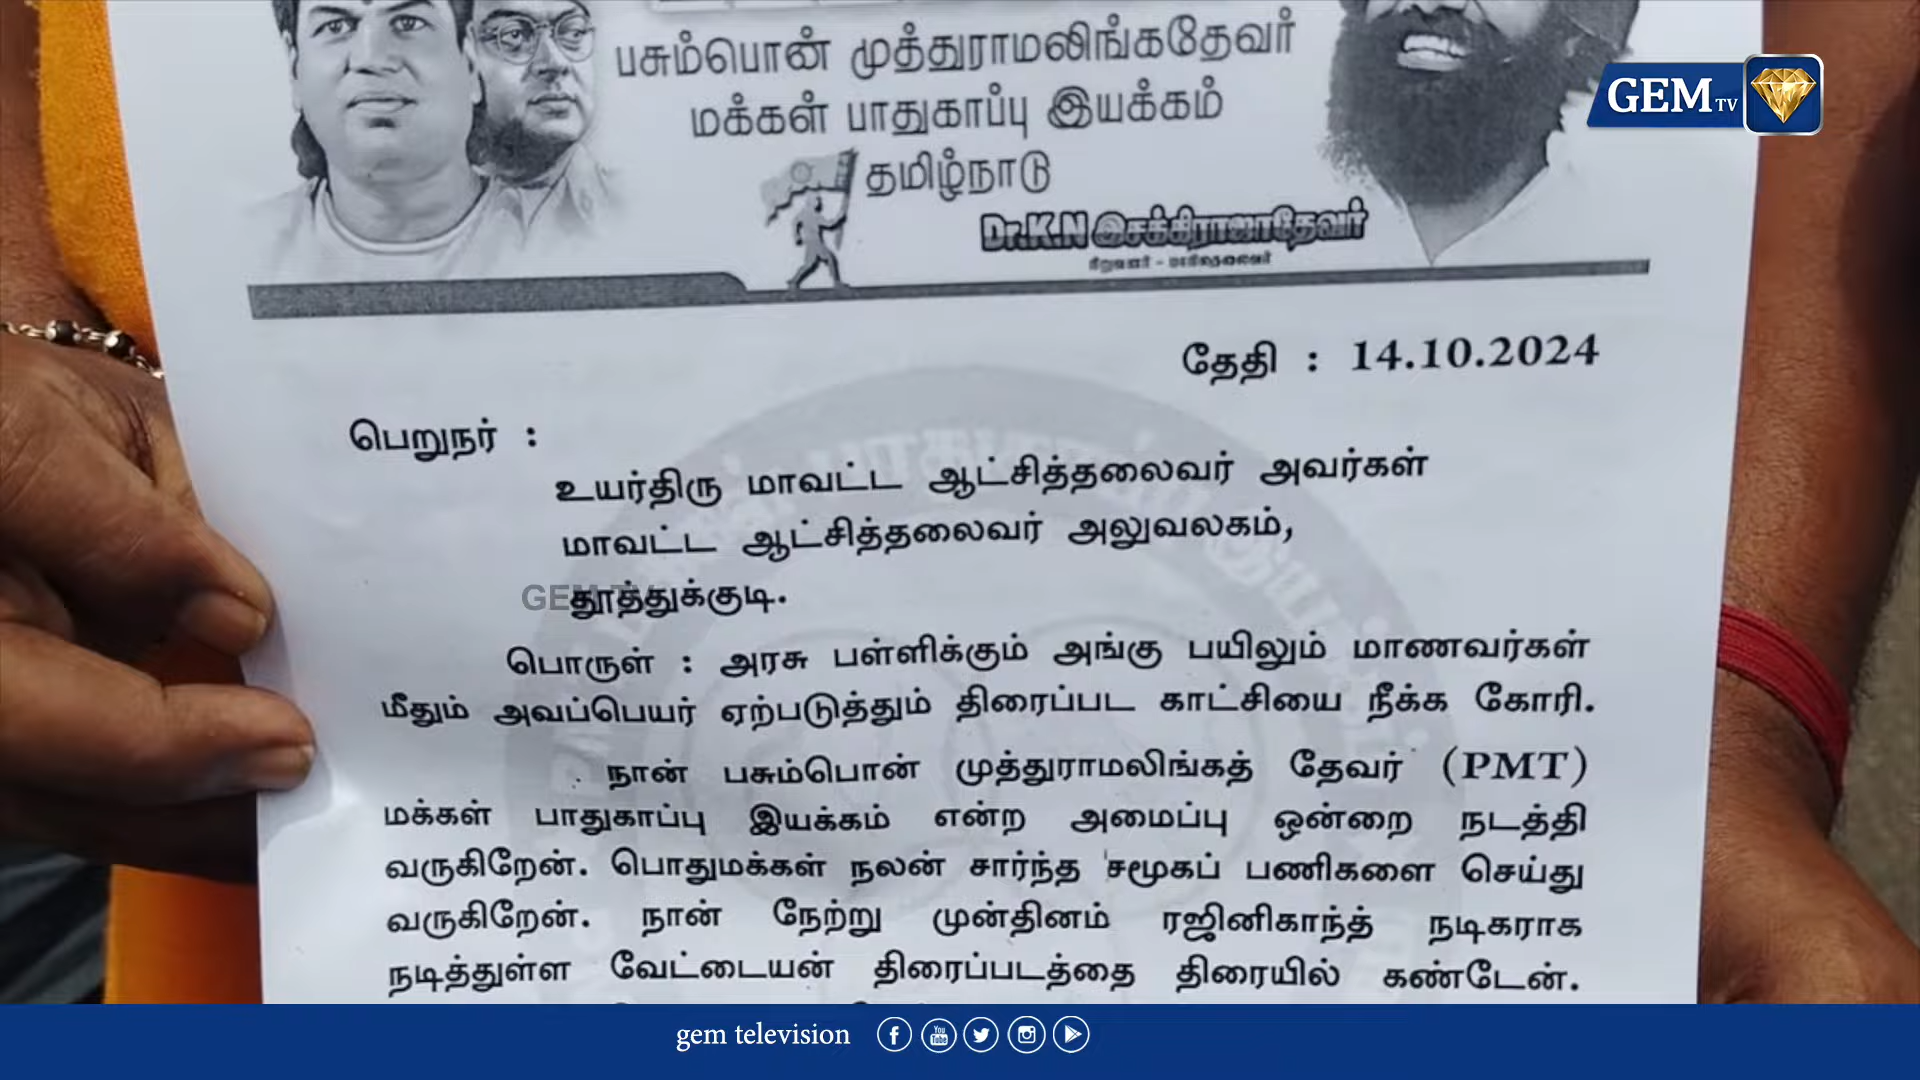 பசும்பொன் முத்துராமலிங்கதேவர்
மக்கள் பாதுகாப்பு இயக்கம்
தமிழ்நாடு
Dr.K.N இசக்கிராஜாதேவர்
GEM TV
தேதி : 14.10.2024
பெறுநர் :
உயர்திரு மாவட்ட ஆட்சித்தலைவர் அவர்கள்
மாவட்ட ஆட்சித்தலைவர் அலுவலகம்,
தூத்துக்குடி.
GEM TV
பொருள் : அரசு பள்ளிக்கும் அங்கு பயிலும் மாணவர்கள்
மீதும் அவப்பெயர் ஏற்படுத்தும் திரைப்பட காட்சியை நீக்க கோரி.
நான் பசும்பொன் முத்துராமலிங்கத் தேவர் (PMT)
மக்கள் பாதுகாப்பு இயக்கம் என்ற அமைப்பு ஒன்றை நடத்தி
வருகிறேன். பொதுமக்கள் நலன் சார்ந்த சமூகப் பணிகளை செய்து
வருகிறேன். நான் நேற்று முன்தினம் ரஜினிகாந்த் நடிகராக
நடித்துள்ள வேட்டையன் திரைப்படத்தை திரையில் கண்டேன்.
gem television